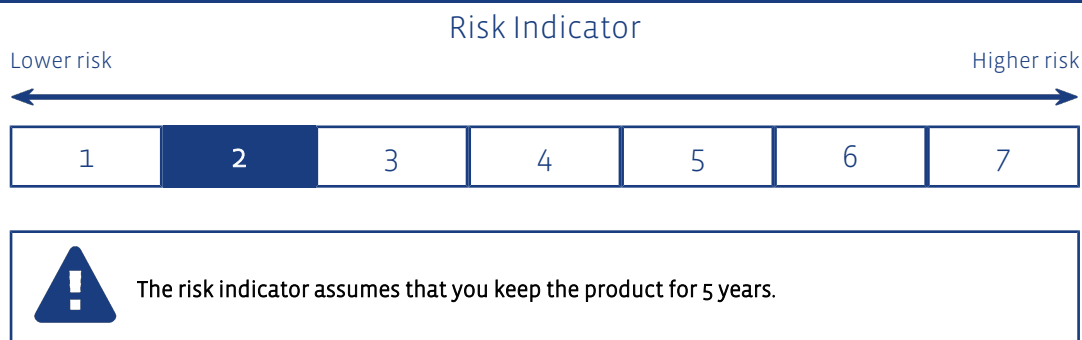 Risk Indicator
Lower risk
Higher risk
1 2 3 4 5 6 7
The risk indicator assumes that you keep the product for 5 years.